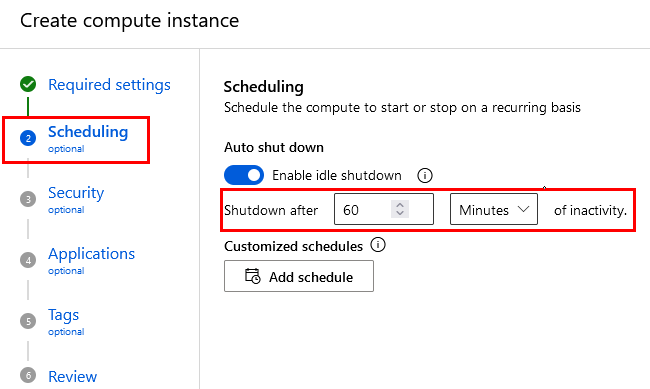 Create compute instance
Required settings
2
Scheduling
optional
3
Security
optional
4
Applications
optional
5
Tags
optional
6
Review
Scheduling
Schedule the compute to start or stop on a recurring basis
Auto shut down
Enable idle shutdown
Shutdown after 60 Minutes of inactivity.
Customized schedules
Add schedule